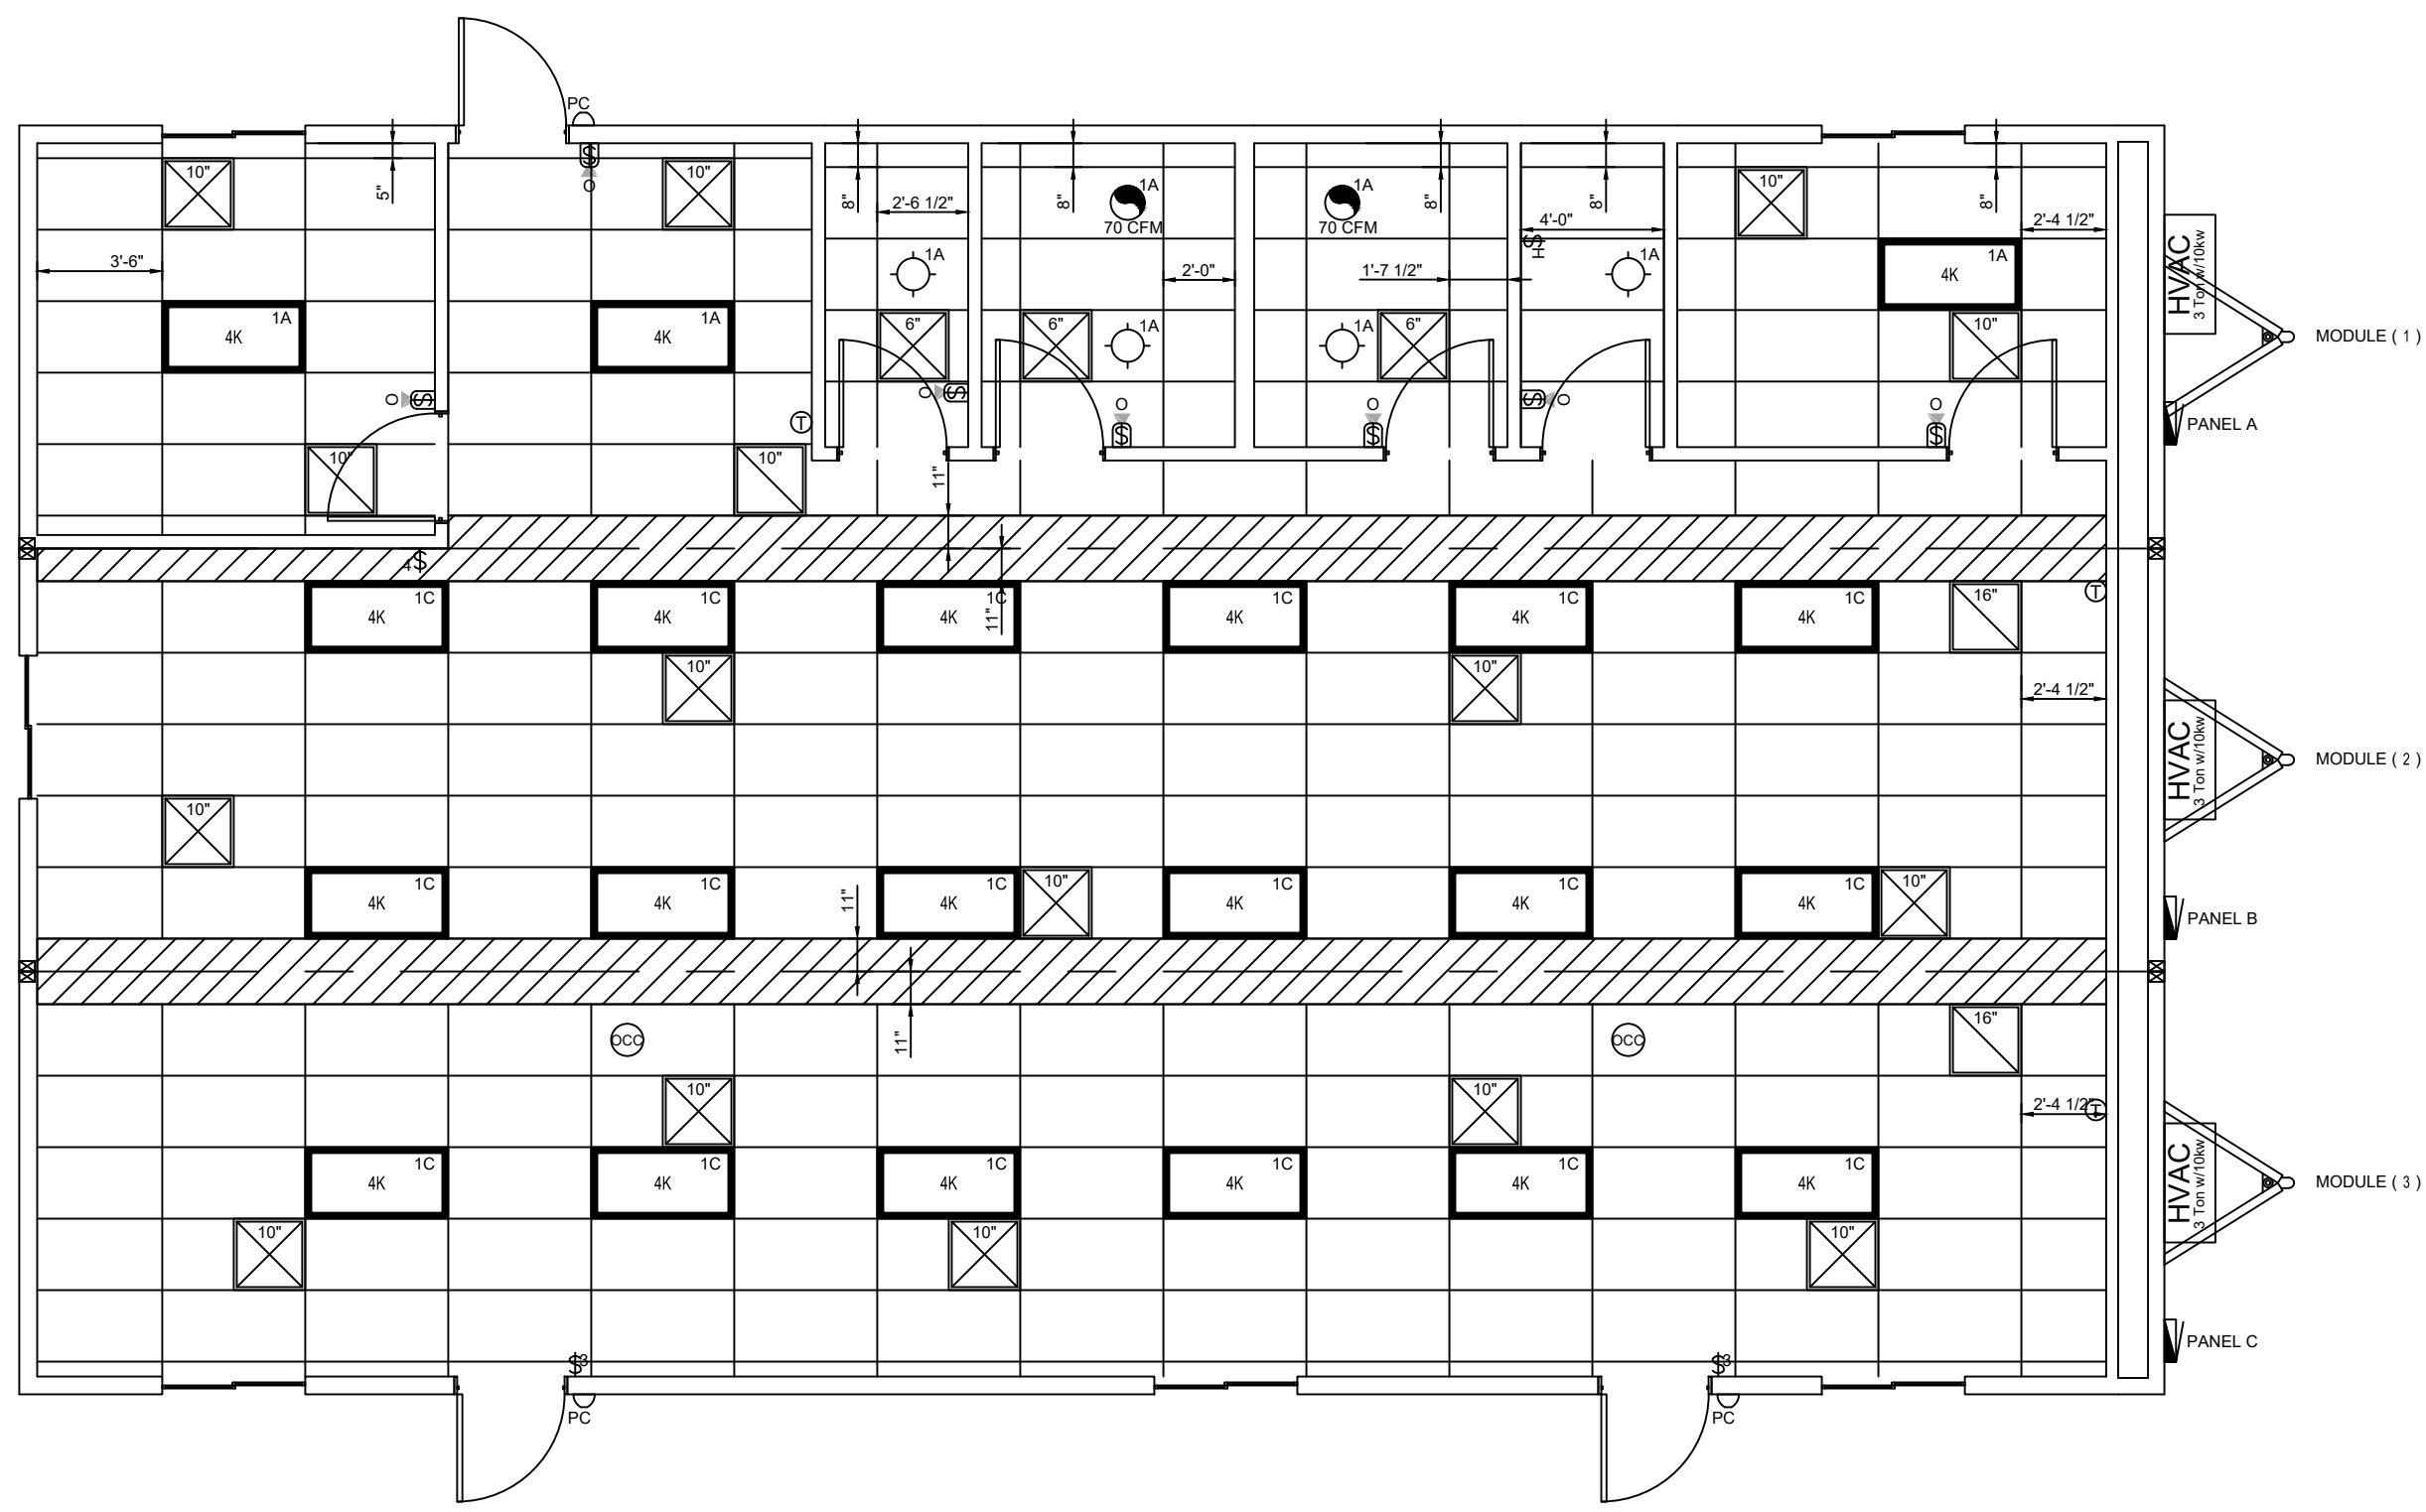 PC
10"
10"
10"
$
O
5"
8"
2'-6 1/2"
8"
1A
70 CFM
1A
70 CFM
8"
8"
4'-0"
$H
8"
2'-4 1/2"
3'-6"
1A
2'-0"
1'-7 1/2"
1A
1A
4K
HVAC
3 Ton w/10kw
1A
4K
1A
4K
6"
6"
1A
1A
6"
10"
MODULE ( 1 )
O
$
O
$
$
O
T
O
$
O
$
O
$
PANEL A
10"
10"
11"
4$
1C
4K
1C
4K
1C
4K
11"
1C
4K
1C
4K
1C
4K
16"
T
10"
10"
2'-4 1/2"
HVAC
3 Ton w/10kw
MODULE ( 2 )
10"
1C
4K
1C
4K
1C
4K
10"
1C
4K
1C
4K
1C
4K
10"
11"
PANEL B
11"
OCC
OCC
16"
10"
10"
2'-4 1/2"
T
1C
4K
1C
4K
1C
4K
1C
4K
1C
4K
1C
4K
HVAC
3 Ton w/10kw
MODULE ( 3 )
10"
10"
10"
$3
$3
PANEL C
PC
PC